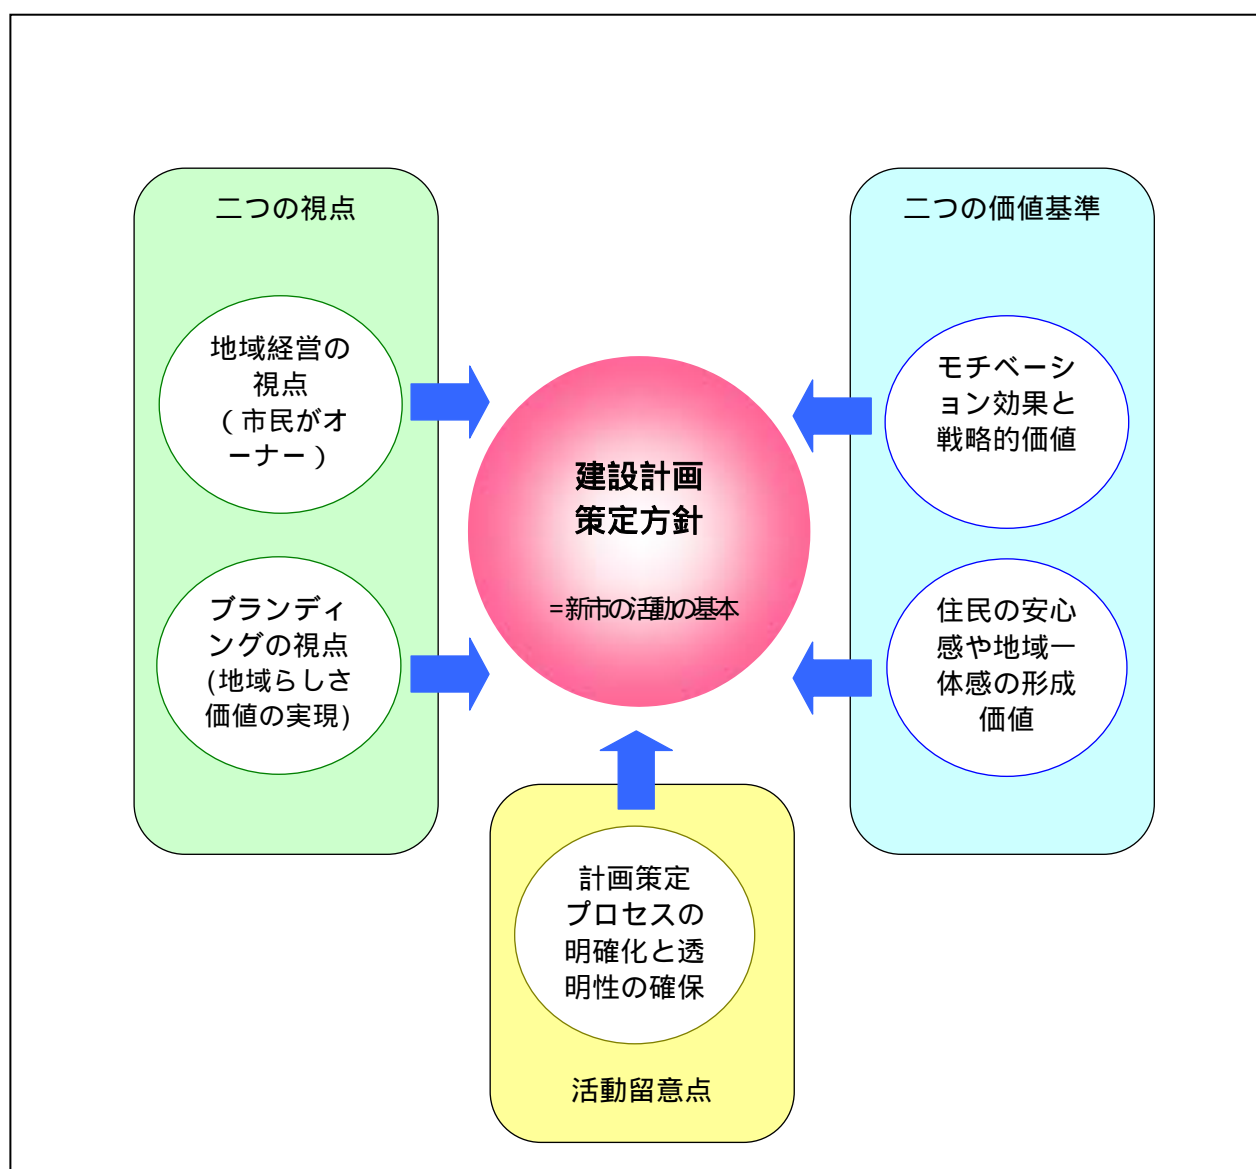 二つの視点
地域経営の
視点
(市民がオ
ーナー)
ブランディ
ングの視点
(地域らしさ
価値の実現)
建設計画
策定方針
=新市の活動の基本
二つの価値基準
モチベーシ
ョン効果と
戦略的価値
住民の安心
感や地域一
体感の形成
価値
計画策定
プロセスの
明確化と透
明性の確保
活動留意点